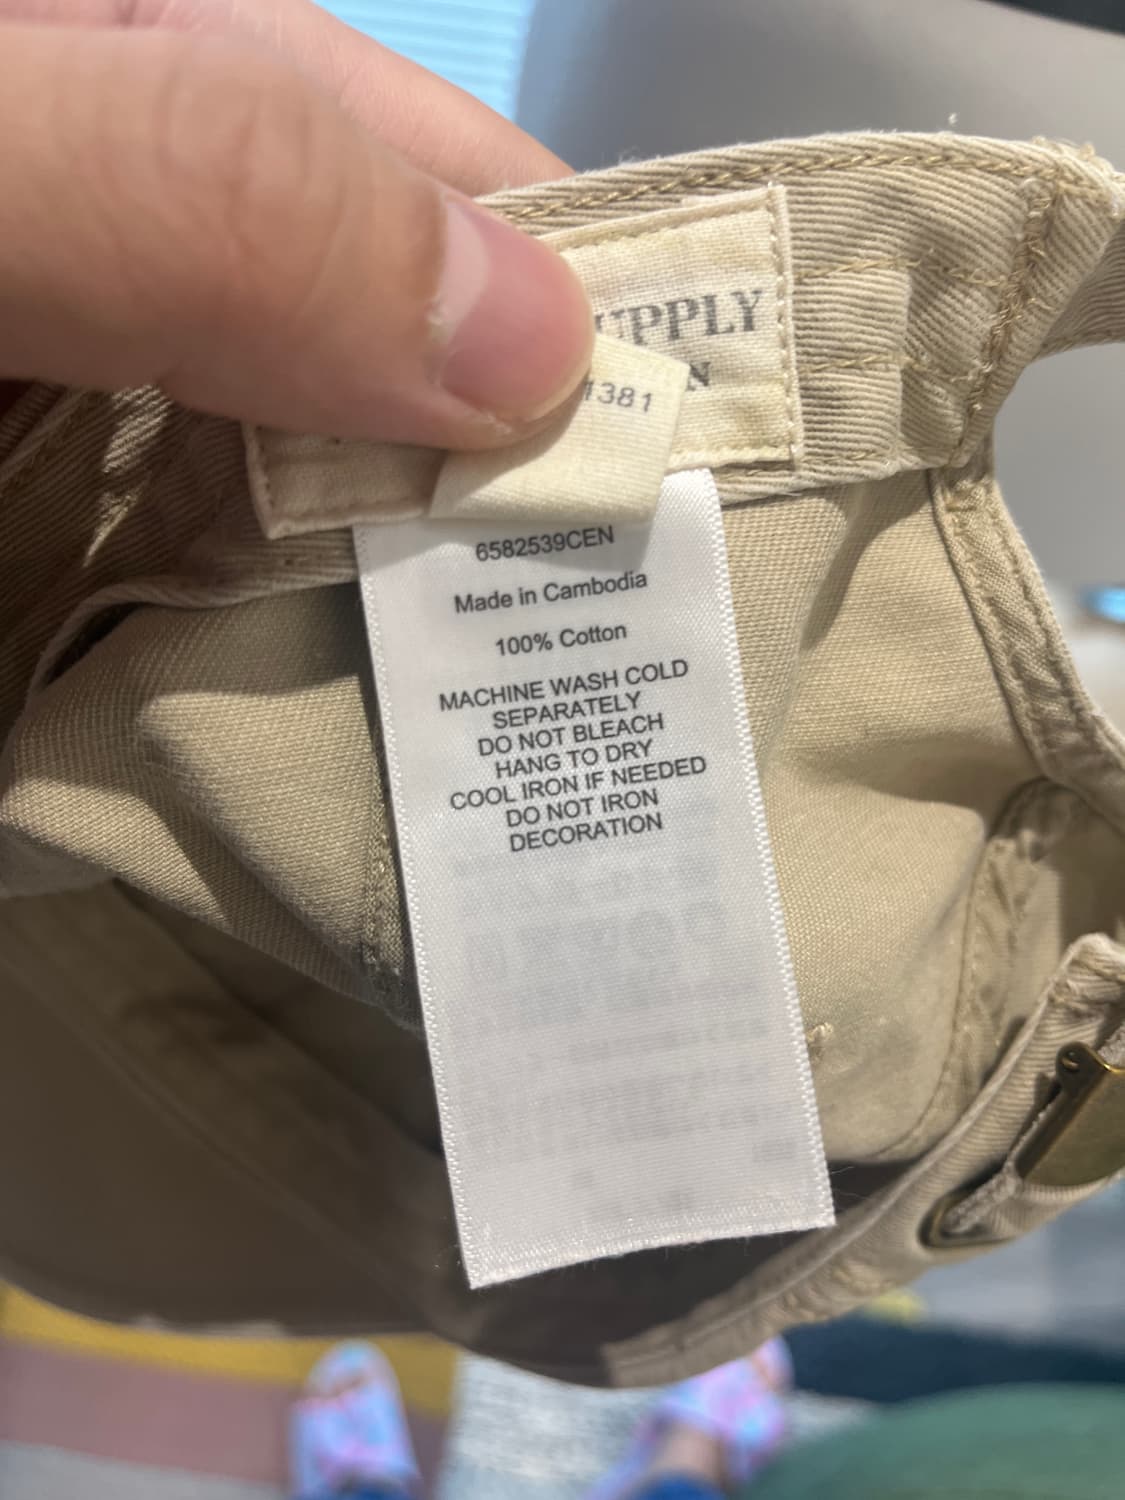 UPPLY
N
1381
6582539CEN
Made in Cambodia
100% Cotton
MACHINE WASH COLD
SEPARATELY
DO NOT BLEACH
HANG TO DRY
COOL IRON IF NEEDED
DO NOT IRON
DECORATION